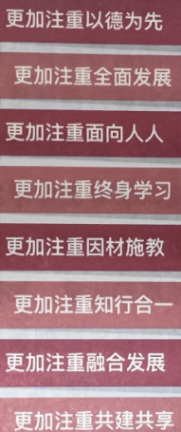 更加注重以德为先
更加注重全面发展
更加注重面向人人
更加注重终身学习
更加注重因材施教
更加注重知行合一
更加注重融合发展
更加注重共建共享